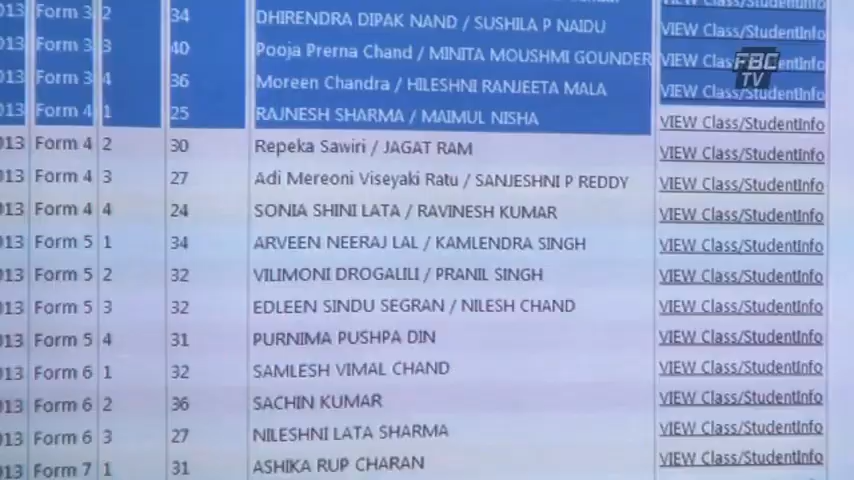 013 Form 3 2 34 DHIRENDRA DIPAK NAND / SUSHILA P NAIDU VIEW Class/StudentInfo
013 Form 3 3 40 Pooja Prerna Chand / MINITA MOUSHMI GOUNDER VIEW
013 Form 3 4 36 Moreen Chandra / HILESHNI RANJEETA MALA VIEW Class/StudentInfo
013 Form 4 1 25 RAJNESH SHARMA / MAIMUL NISHA VIEW Class/StudentInfo
013 Form 4 2 30 Repeka Sawiri / JAGAT RAM VIEW Class/StudentInfo
013 Form 4 3 27 Adi Mereoni Viseyaki Ratu / SANJESHNI P REDDY VIEW Class/StudentInfo
013 Form 4 4 24 SONIA SHINI LATA / RAVINESH KUMAR VIEW Class/StudentInfo
013 Form 5 1 34 ARVEEN NEERAJ LAL / KAMLENDRA SINGH VIEW Class/StudentInfo
013 Form 5 2 32 VILIMONI DROGALILI / PRANIL SINGH VIEW Class/StudentInfo
013 Form 5 3 32 EDLEEN SINDU SEGRAN / NILESH CHAND VIEW Class/StudentInfo
013 Form 5 4 31 PURNIMA PUSHPA DIN VIEW Class/StudentInfo
013 Form 6 1 32 SAMLESH VIMAL CHAND VIEW Class/StudentInfo
013 Form 6 2 36 SACHIN KUMAR VIEW Class/StudentInfo
013 Form 6 3 27 NILESHNI LATA SHARMA VIEW Class/StudentInfo
013 Form 7 1 31 ASHIKA RUP CHARAN VIEW Class/StudentInfo
FBC
TV